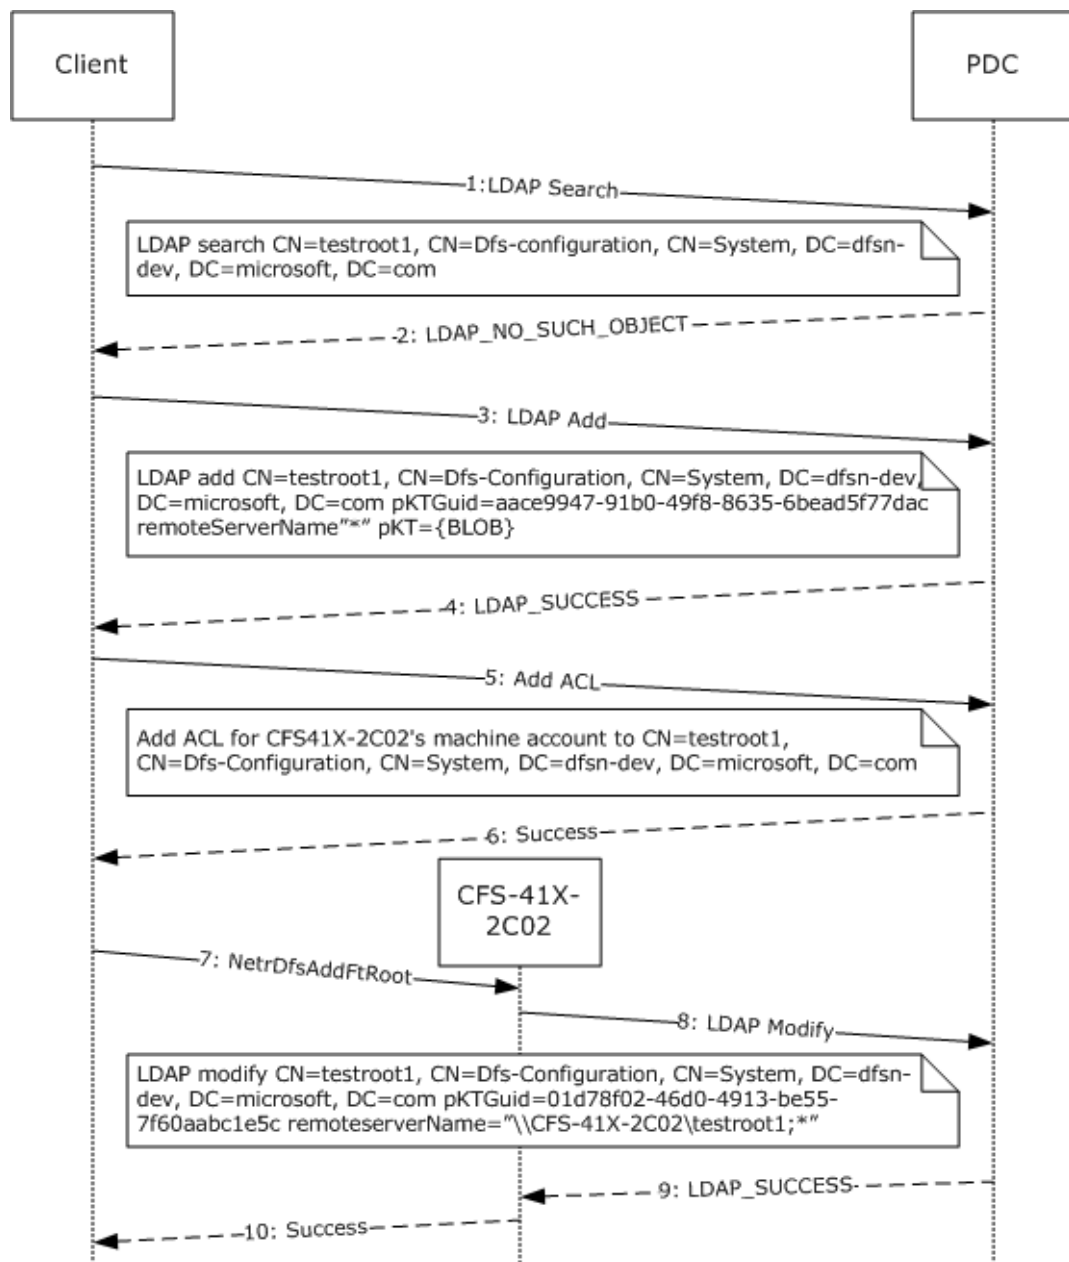 Client
PDC
1:LDAP Search
LDAP search CN=testroot1, CN=Dfs-configuration, CN=System, DC=dfsn-
dev, DC=microsoft, DC=com
2: LDAP_NO_SUCH_OBJECT
3: LDAP Add
LDAP add CN=testroot1, CN=Dfs-Configuration, CN=System, DC=dfsn-dev,
DC=microsoft, DC=com pKTGuid=aace9947-91b0-49f8-8635-6bead5f77dac
remoteServerName”*” pKT={BLOB}
4: LDAP_SUCCESS
5: Add ACL
Add ACL for CFS41X-2C02's machine account to CN=testroot1,
CN=Dfs-Configuration, CN=System, DC=dfsn-dev, DC=microsoft, DC=com
6: Success
CFS-41X-
2C02
7: NetrDfsAddFtRoot
8: LDAP Modify
LDAP modify CN=testroot1, CN=Dfs-Configuration, CN=System, DC=dfsn-
dev, DC=microsoft, DC=com pKTGuid=01d78f02-46d0-4913-be55-
7f60aabc1e5c remoteserverName=”\\CFS-41X-2C02\testroot1;*”
9: LDAP_SUCCESS
10: Success